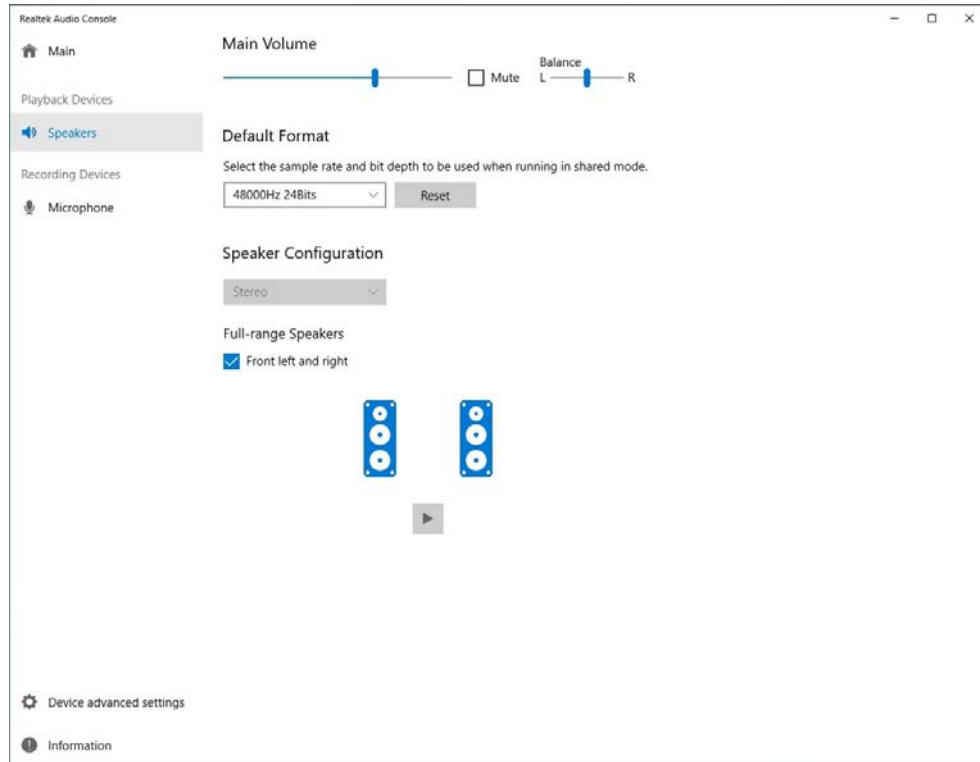 Realtek Audio Console
Main
Playback Devices
Speakers
Recording Devices
Microphone
Main Volume
Mute
Balance
L R
Default Format
Select the sample rate and bit depth to be used when running in shared mode.
48000Hz 24Bits
Reset
Speaker Configuration
Stereo
Full-range Speakers
Front left and right
Device advanced settings
Information